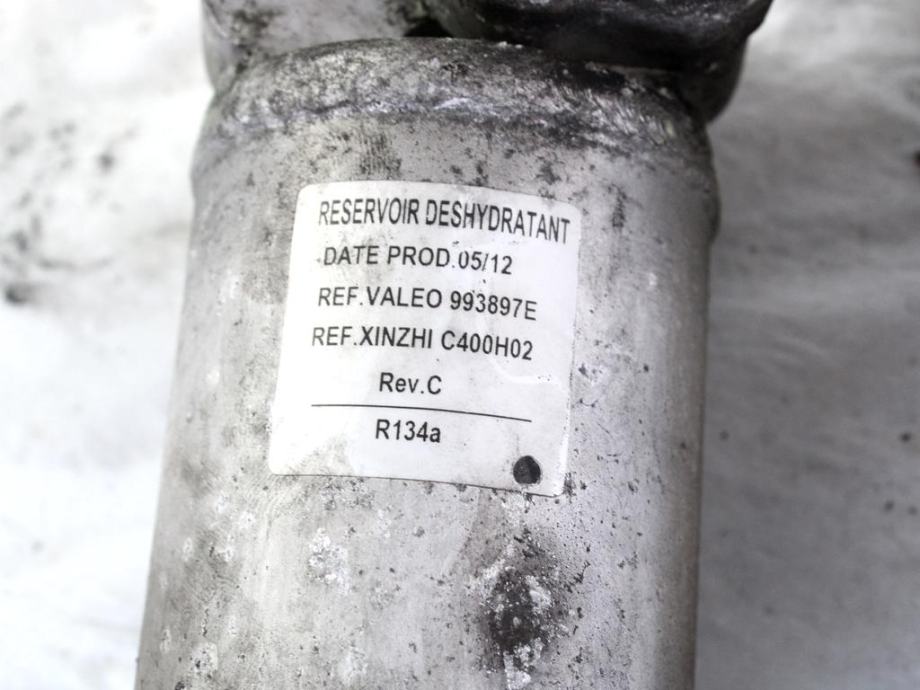 RESERVOIR DESHYDRATANT
DATE PROD.05/12
REF.VALEO 993897E
REF.XINZHI C400H02
Rev.C
R134a